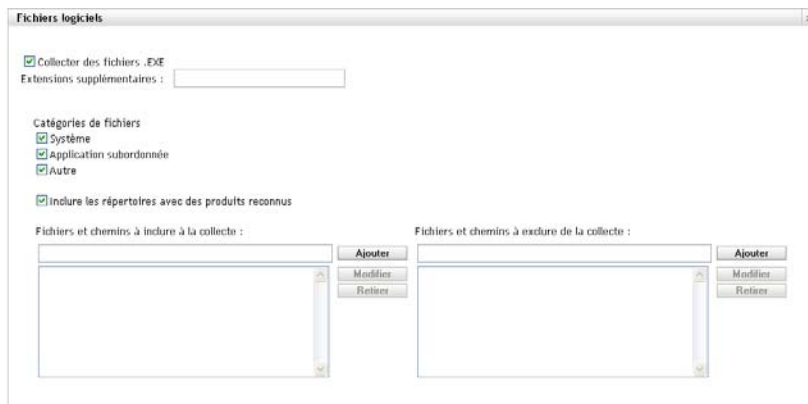 Fichiers logiciels
Collecter des fichiers .EXE
Extensions supplémentaires :
Catégories de fichiers
Système
Application subordonnée
Autre
Inclure les répertoires avec des produits reconnus
Fichiers et chemins à inclure à la collecte :
Fichiers et chemins à exclure de la collecte :
Ajouter
Ajouter
Modifier
Modifier
Retirer
Retirer